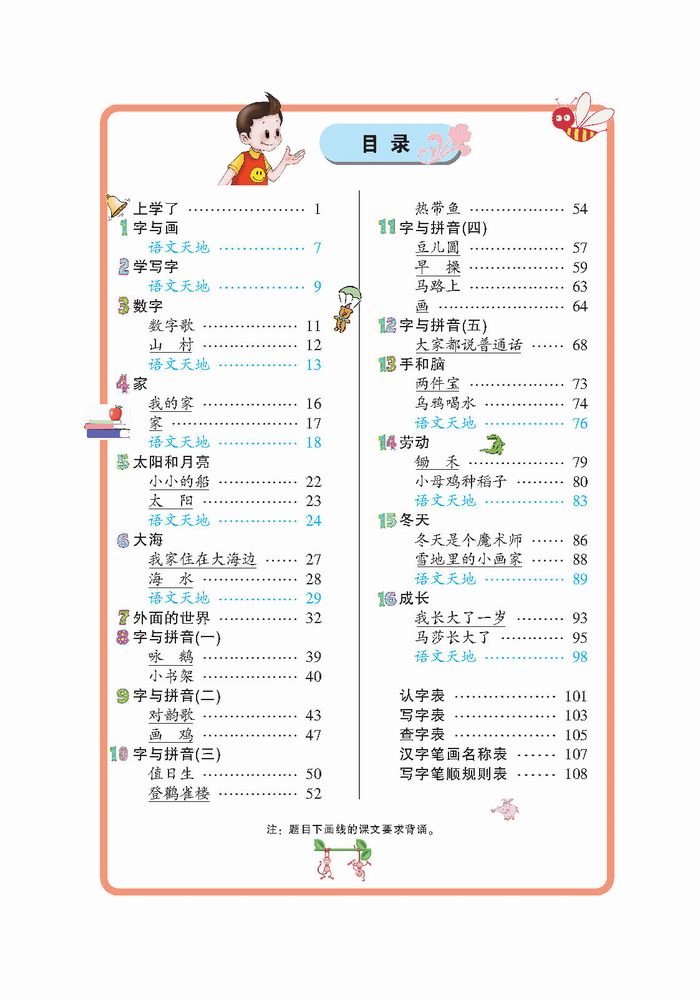 目录
上学了 ………………… 1
1 字与画
语文天地 …………… 7
2 学写字
语文天地 …………… 9
3 数字
数字歌 ……………… 11
山 村 ……………… 12
语文天地 …………… 13
4 家
我的家 ……………… 16
家 …………………… 17
语文天地 …………… 18
5 太阳和月亮
小小的船 …………… 22
太 阳 ……………… 23
语文天地 …………… 24
6 大海
我家住在大海边 …… 27
海 水 ……………… 28
语文天地 …………… 29
7 外面的世界 ………… 32
8 字与拼音(一)
咏 鹅 ……………… 39
小书架 ……………… 40
9 字与拼音(二)
对韵歌 ……………… 43
画 鸡 ……………… 47
10 字与拼音(三)
值日生 ……………… 50
登鹳雀楼 …………… 52
热带鱼 ……………… 54
11 字与拼音(四)
豆儿圆 ……………… 57
早 操 ……………… 59
马路上 ……………… 63
画 …………………… 64
12 字与拼音(五)
大家都说普通话 …… 68
13 手和脑
两件宝 ……………… 73
乌鸦喝水 …………… 74
语文天地 …………… 76
14 劳动
锄 禾 ……………… 79
小母鸡种稻子 ……… 80
语文天地 …………… 83
15 冬天
冬天是个魔术师 …… 86
雪地里的小画家 …… 88
语文天地 …………… 89
16 成长
我长大了一岁 ……… 93
马莎长大了 ………… 95
语文天地 …………… 98
认字表 ……………… 101
写字表 ……………… 103
查字表 ……………… 105
汉字笔画名称表 …… 107
写字笔顺规则表 …… 108
注：题目下画线的课文要求背诵。